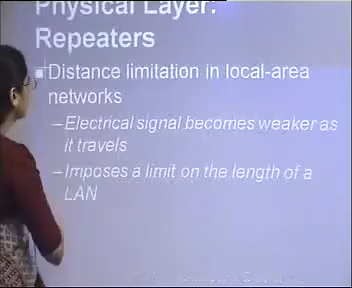 Physical Layer:
Repeaters
Distance limitation in local-area
networks
–Electrical signal becomes weaker as
it travels
–Imposes a limit on the length of a
LAN